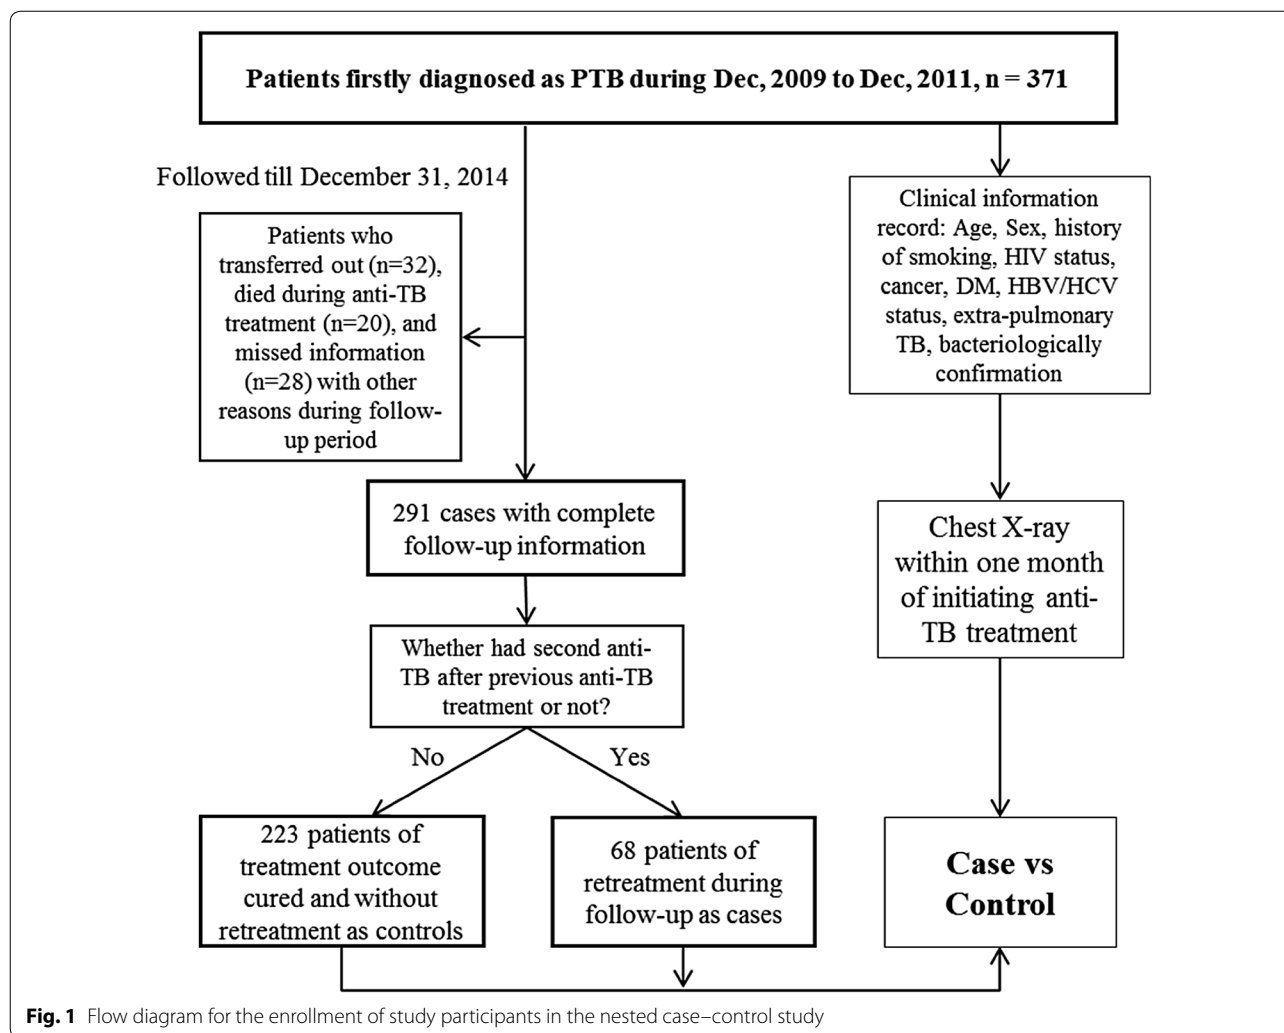 Patients firstly diagnosed as PTB during Dec, 2009 to Dec, 2011, n = 371
Followed till December 31, 2014
Patients who
transferred out (n=32),
died during anti-TB
treatment (n=20), and
missed information
(n=28) with other
reasons during follow-
up period
Clinical information
record: Age, Sex, history
of smoking, HIV status,
cancer, DM, HBV/HCV
status, extra-pulmonary
TB, bacteriologically
confirmation
291 cases with complete
follow-up information
Chest X-ray
within one month
of initiating anti-
TB treatment
Whether had second anti-
TB after previous anti-TB
treatment or not?
No
Yes
223 patients of
treatment outcome
cured and without
retreatment as controls
68 patients of
retreatment during
follow-up as cases
Case vs
Control
Fig. 1 Flow diagram for the enrollment of study participants in the nested case–control study